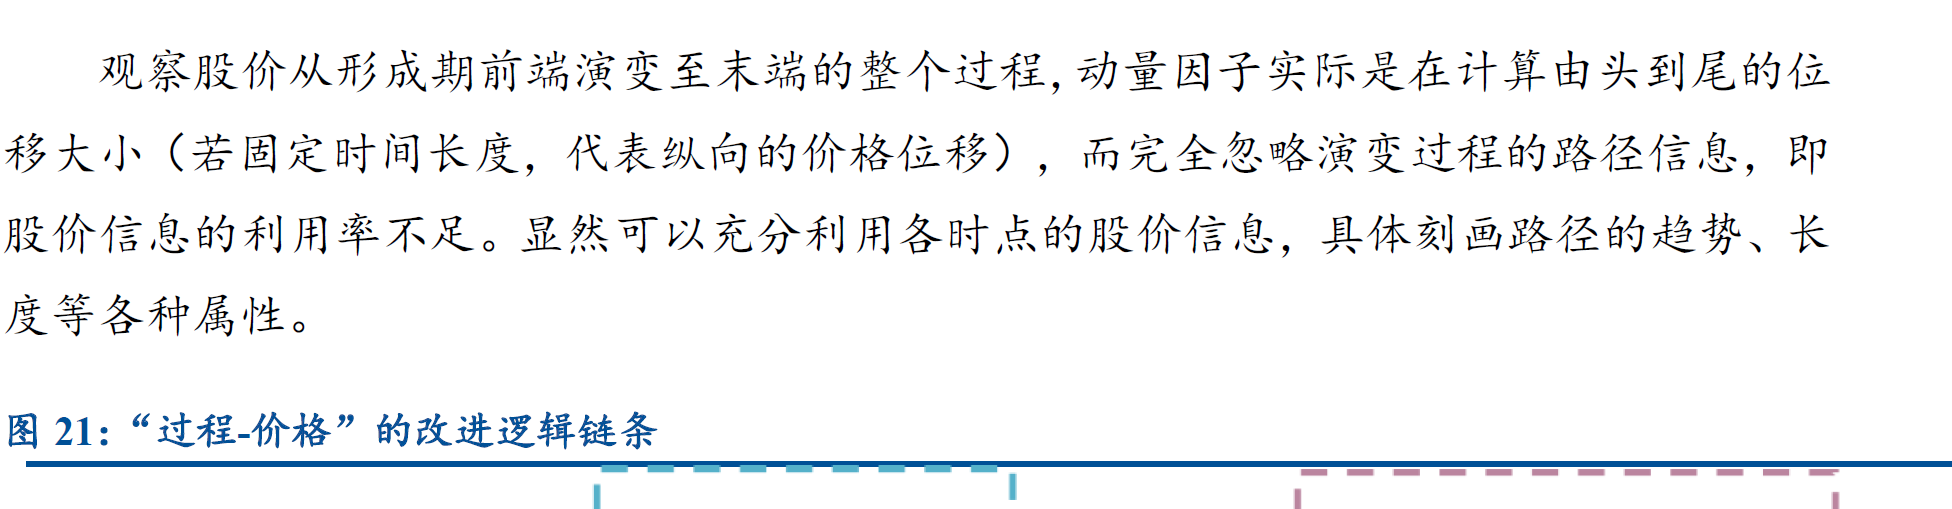 观察股价从形成期前端演变至末端的整个过程，动量因子实际是在计算由头到尾的位
移大小（若固定时间长度，代表纵向的价格位移），而完全忽略演变过程的路径信息，即
股价信息的利用率不足。显然可以充分利用各时点的股价信息，具体刻画路径的趋势、长
度等各种属性。
图 21：“过程-价格”的改进逻辑链条